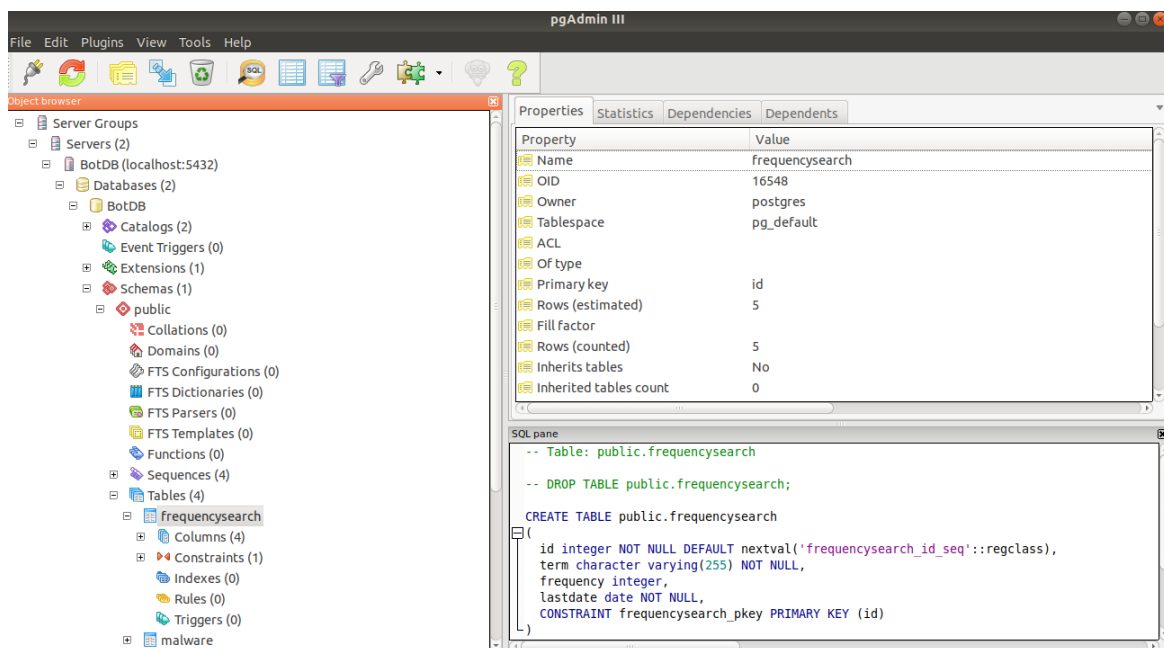 pgAdmin III
File Edit Plugins View Tools Help
SQL
Object browser
Server Groups
Servers (2)
BotDB (localhost:5432)
Databases (2)
BotDB
Catalogs (2)
Event Triggers (0)
Extensions (1)
Schemas (1)
public
Collations (0)
Domains (0)
FTS Configurations (0)
FTS Dictionaries (0)
FTS Parsers (0)
FTS Templates (0)
Functions (0)
Sequences (4)
Tables (4)
frequencysearch
Columns (4)
Constraints (1)
Indexes (0)
Rules (0)
Triggers (0)
malware
Properties Statistics Dependencies Dependents
Property Value
Name frequencysearch
OID 16548
Owner postgres
Tablespace pg_default
ACL
Of type
Primary key id
Rows (estimated) 5
Fill factor
Rows (counted) 5
Inherits tables No
Inherited tables count 0
SQL pane
-- Table: public.frequencysearch
-- DROP TABLE public.frequencysearch;
CREATE TABLE public.frequencysearch
(
id integer NOT NULL DEFAULT nextval('frequencysearch_id_seq'::regclass),
term character varying(255) NOT NULL,
frequency integer,
lastdate date NOT NULL,
CONSTRAINT frequencysearch_pkey PRIMARY KEY (id)
)